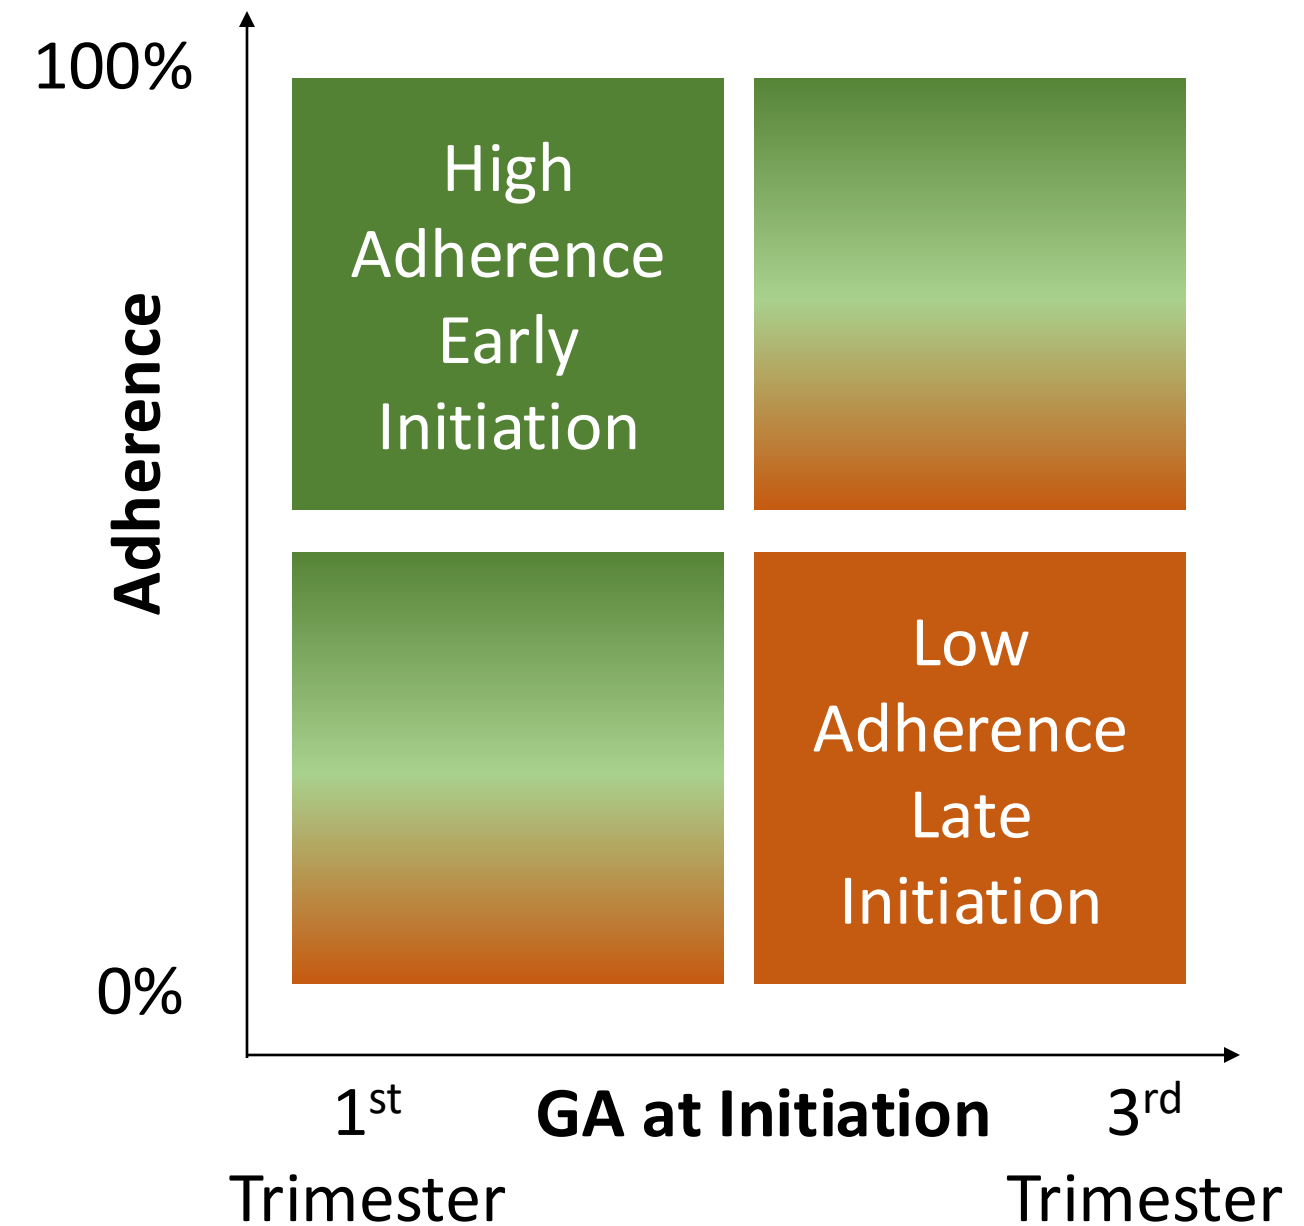 100%
High
Adherence
Early
Initiation
Adherence
Low
Adherence
Late
Initiation
0%
1st
Trimester
GA at Initiation
3rd
Trimester